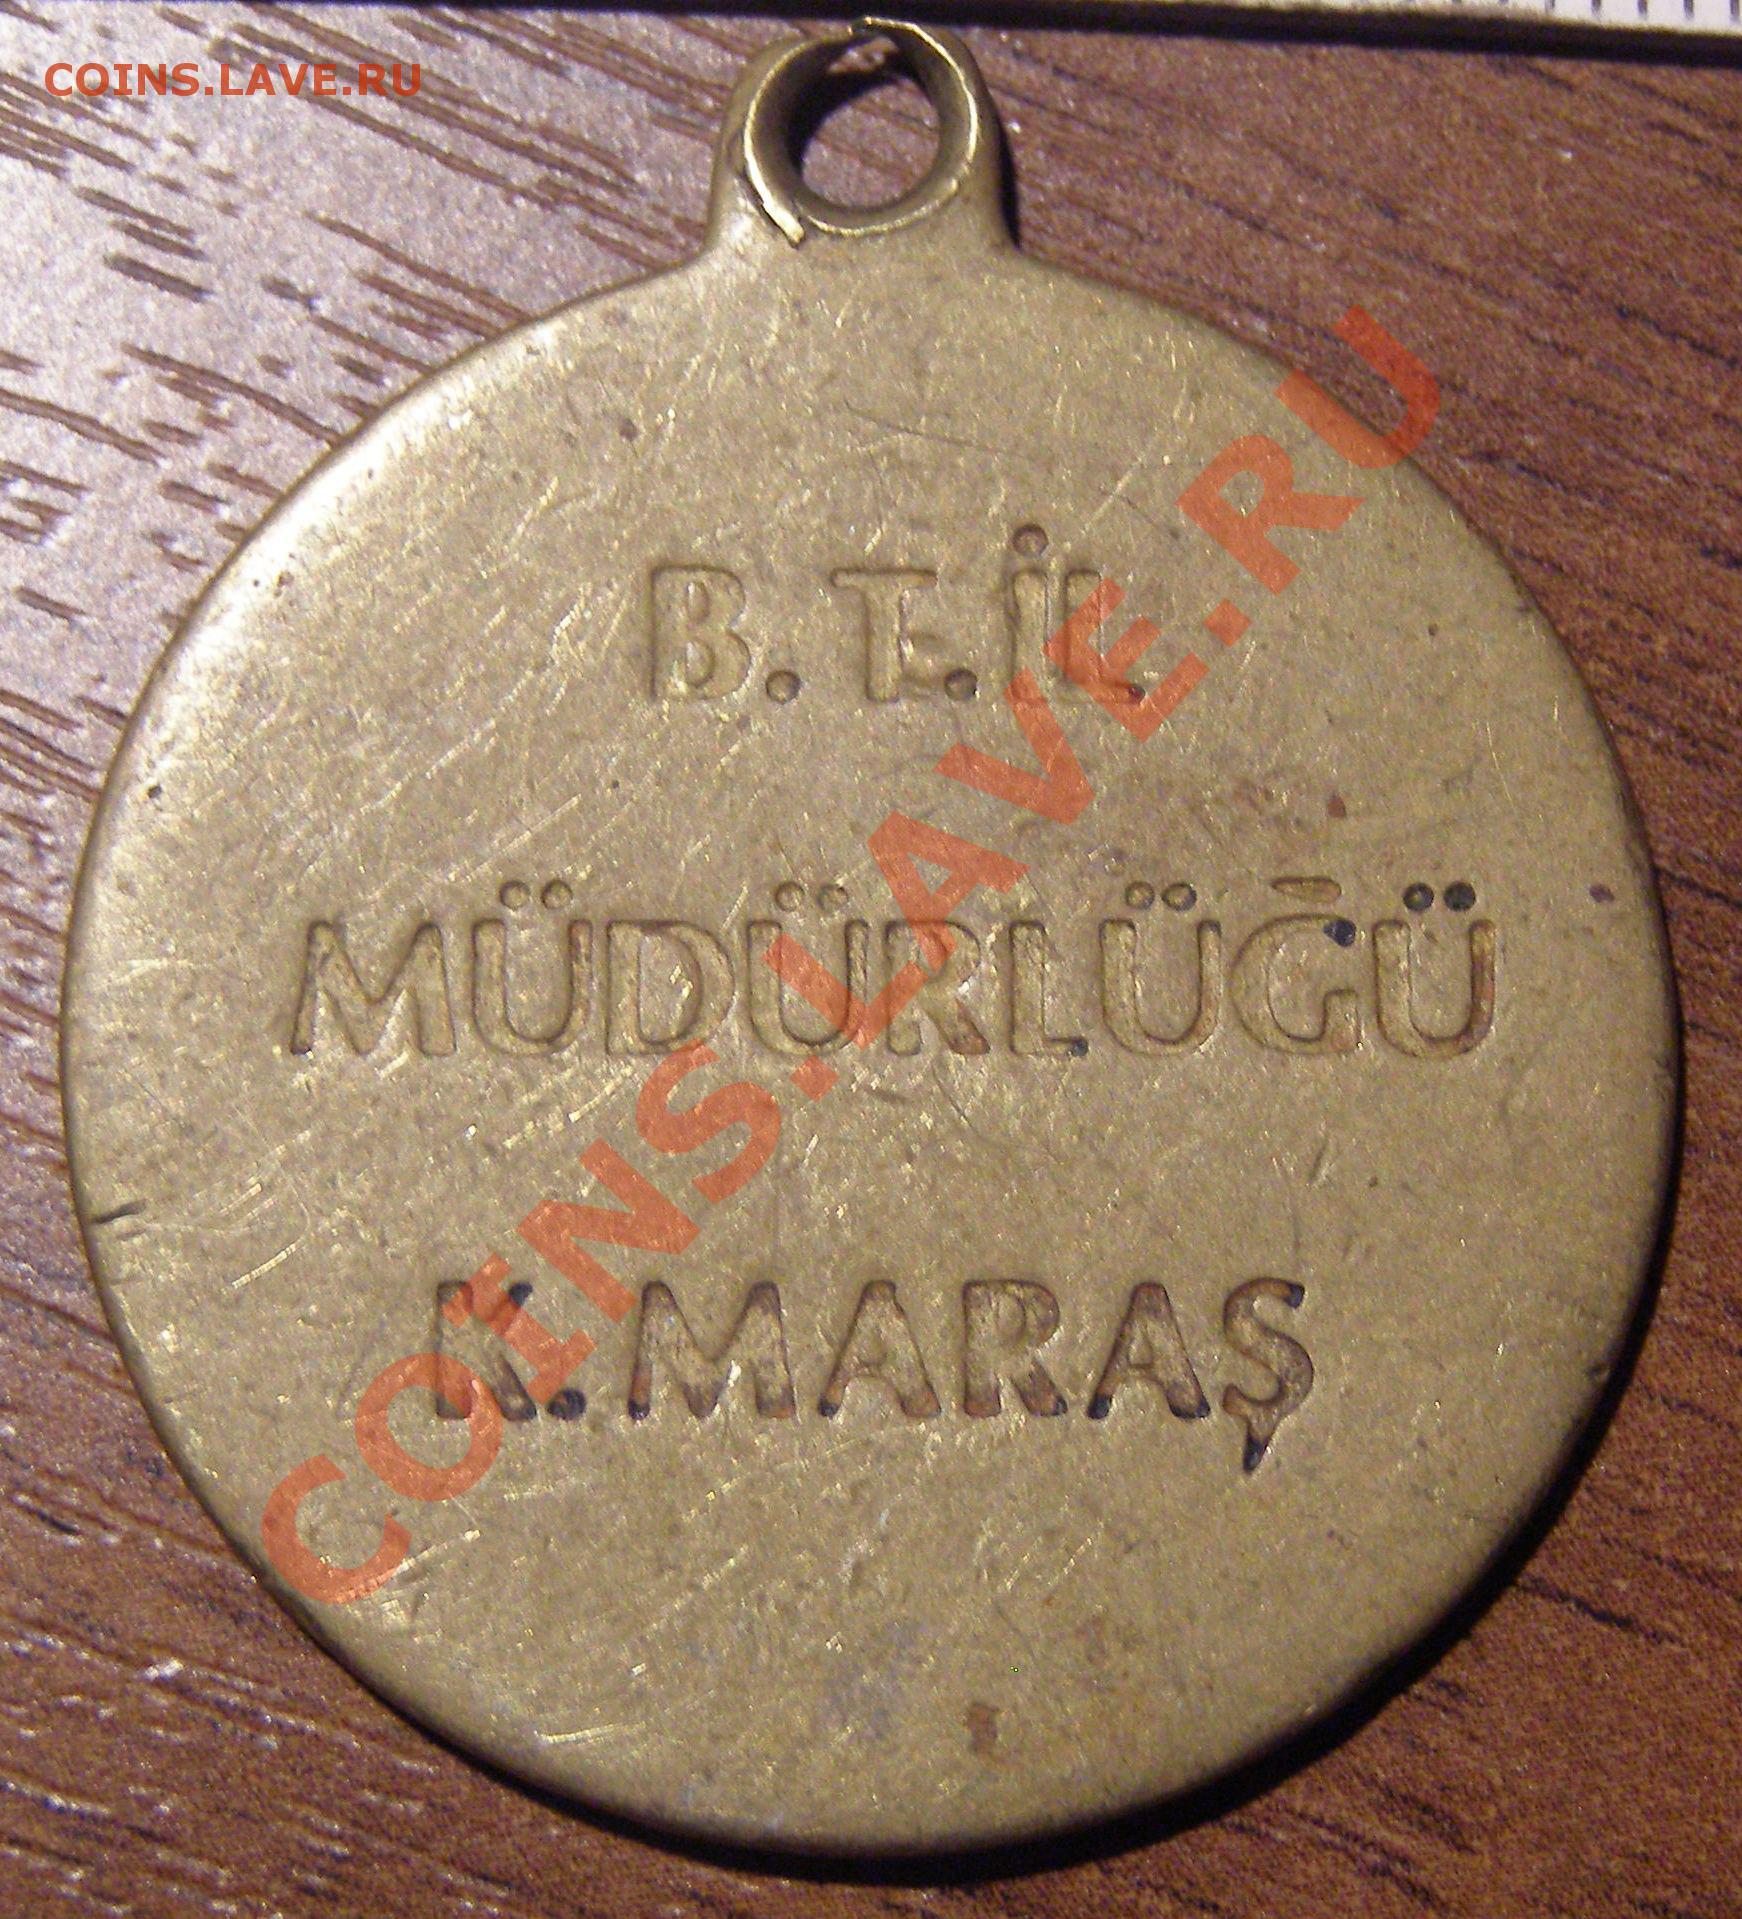 COINS.LAVE.RU
B. T. İL.
MÜDÜRLÜĞÜ
K. MARAŞ
COINS.LAVE.RU